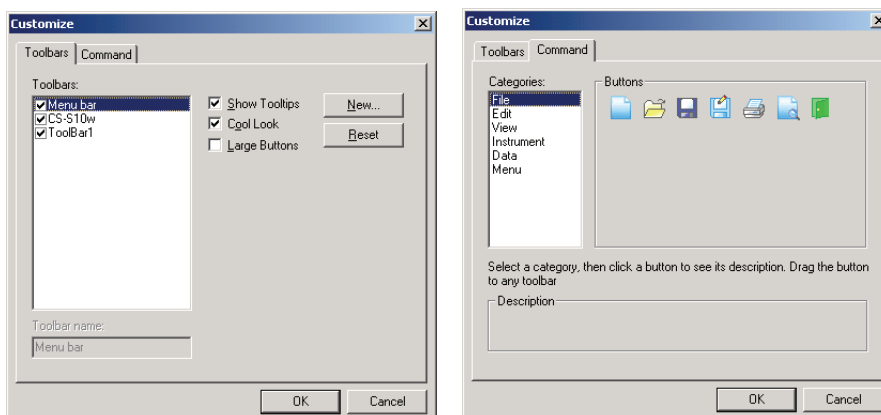 Customize
Toolbars Command
Toolbars:
Menu bar
CS-S10w
ToolBar1
Show Tooltips
Cool Look
Large Buttons
New...
Reset
Toolbar name:
Menu bar
OK Cancel
Customize
Toolbars Command
Categories:
File
Edit
View
Instrument
Data
Menu
Buttons
Select a category, then click a button to see its description. Drag the button
to any toolbar
Description
OK Cancel